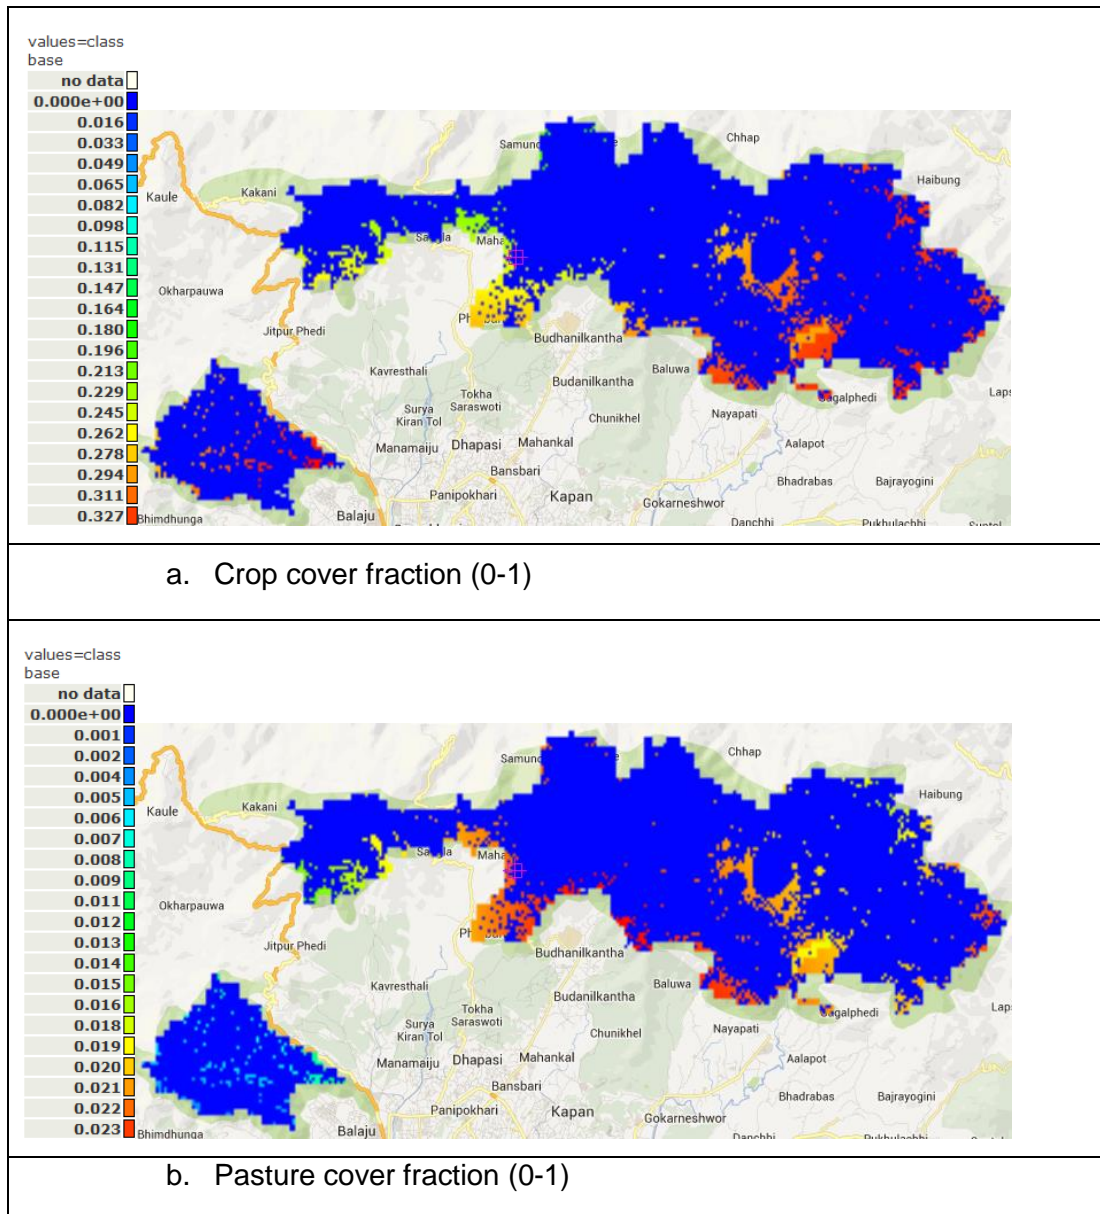 values=class
base
no data
0.000e+00
0.016
0.033
0.049
0.065
0.082
0.098
0.115
0.131
0.147
0.164
0.180
0.196
0.213
0.229
0.245
0.262
0.278
0.294
0.311
0.327
Chhap
Haibung
Kakani
Kaule
Okharpauwa
Jitpur Phedi
Budhanilkantha
Kavresthali
Baluwa
Budanilkantha
Tokha
Saraswoti
Surya
Kiran Tol
Chunikhel
Nayapati
Manamaiju
Dhapasi
Mahankal
Aalapot
Bansbari
Bhadrabas
Bajrayogini
Panipokhari
Kapan
Gokarneshwor
Bhimdhunga
Balaju
Danchhi
Pukhulachhi
a. Crop cover fraction (0-1)
values=class
base
no data
0.000e+00
0.001
0.002
0.004
0.005
0.006
0.007
0.008
0.009
0.011
0.012
0.013
0.014
0.015
0.016
0.018
0.019
0.020
0.021
0.022
0.023
Chhap
Haibung
Kakani
Kaule
Okharpauwa
Jitpur Phedi
Budhanilkantha
Kavresthali
Baluwa
Budanilkantha
Tokha
Saraswoti
Surya
Kiran Tol
Chunikhel
Nayapati
Manamaiju
Dhapasi
Mahankal
Aalapot
Bansbari
Bhadrabas
Bajrayogini
Panipokhari
Kapan
Gokarneshwor
Bhimdhunga
Balaju
Danchhi
Pukhulachhi
b. Pasture cover fraction (0-1)